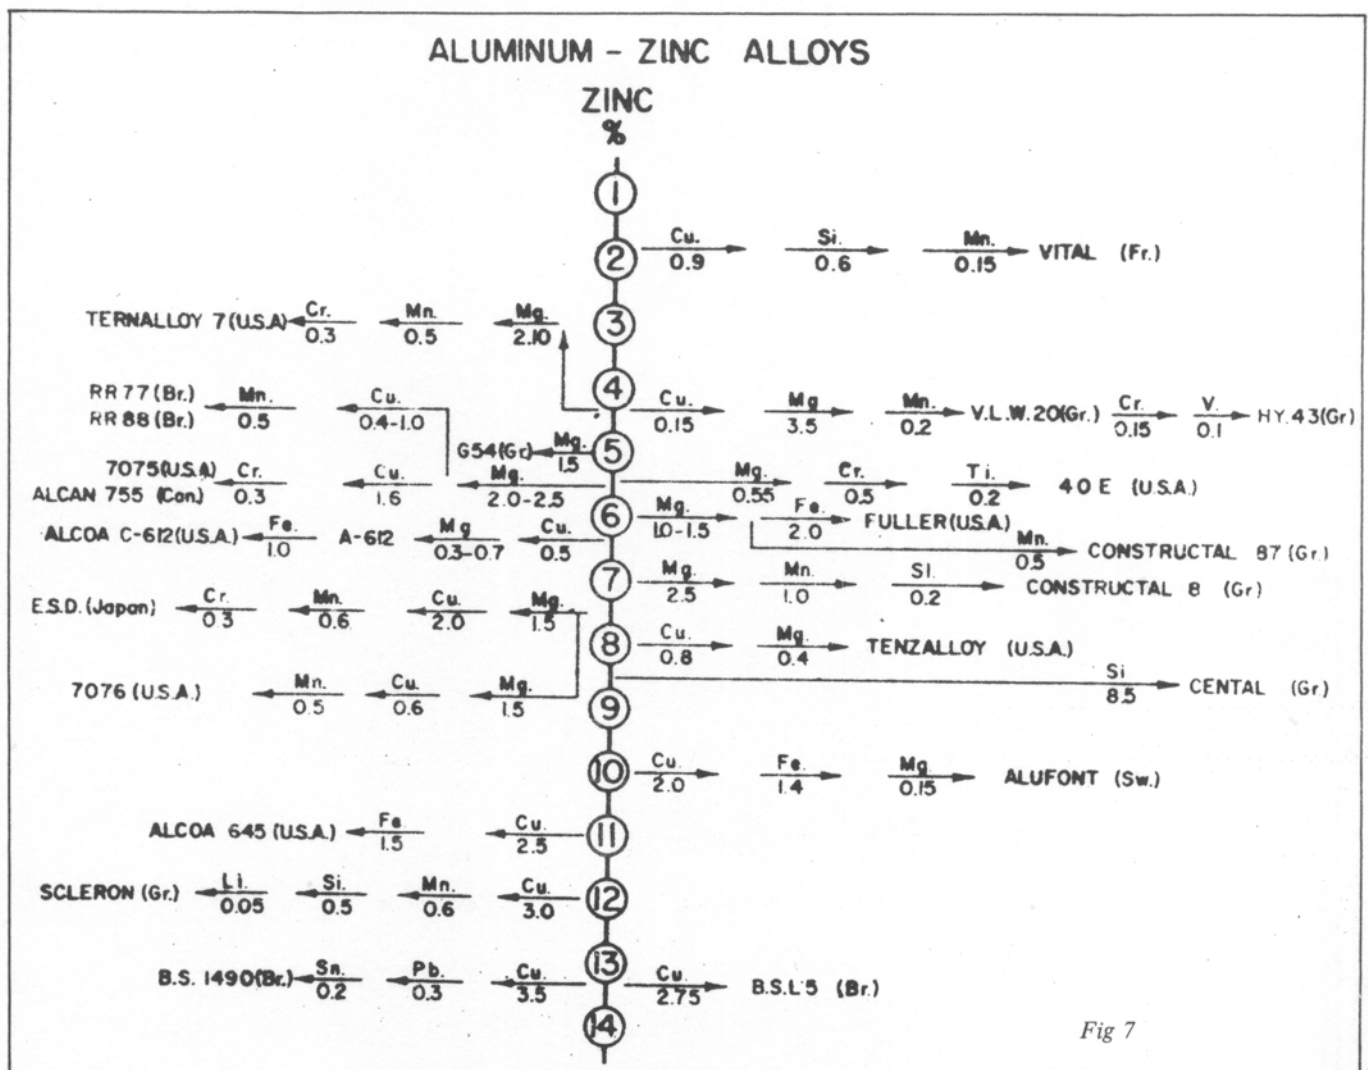 ALUMINUM - ZINC ALLOYS
ZINC
%
1
2
Cu. 0.9 Si. 0.6 Mn. 0.15 VITAL (Fr.)
TERNALLOY 7 (U.S.A) Cr. 0.3 Mn. 0.5 Mg. 2.10
3
4
RR 77 (Br.) RR 88 (Br.) Mn. 0.5 Cu. 0.4-1.0
Cu. 0.15 Mg 3.5 Mn. 0.2 V.L.W. 20(Gr.) Cr. 0.15 V. 0.1 HY. 43(Gr)
G54(Gr) Mg. 1.5
5
7075(U.S.A) ALCAN 755 (Can.) Cr. 0.3 Cu. 1.6 Mg. 2.0-2.5
Mg. 0.55 Cr. 0.5 Ti. 0.2 40 E (U.S.A.)
6
Mg. 1.0-1.5 Fe. 2.0 FULLER(U.S.A)
Mn. 0.5 CONSTRUCTAL 87 (Gr.)
ALCOA C-612(U.S.A.) Fe. 1.0 A-612 Mg 0.3-0.7 Cu. 0.5
7
Mg. 2.5 Mn. 1.0 SI. 0.2 CONSTRUCTAL 8 (Gr)
E.S.D. (Japan) Cr. 0.3 Mn. 0.6 Cu. 2.0 Mg. 1.5
8
Cu. 0.8 Mg. 0.4 TENZALLOY (U.S.A.)
Si 8.5 CENTAL (Gr.)
7076 (U.S.A.) Mn. 0.5 Cu. 0.6 Mg. 1.5
9
10
Cu. 2.0 Fe. 1.4 Mg 0.15 ALUFONT (Sw.)
ALCOA 645 (U.S.A.) Fe 1.5 Cu. 2.5
11
SCLERON (Gr.) Li. 0.05 Si. 0.5 Mn. 0.6 Cu. 3.0
12
13
B.S. 1490(Br.) Sn. 0.2 Pb. 0.3 Cu. 3.5
Cu. 2.75 B.S.L'5 (Br.)
14
Fig 7